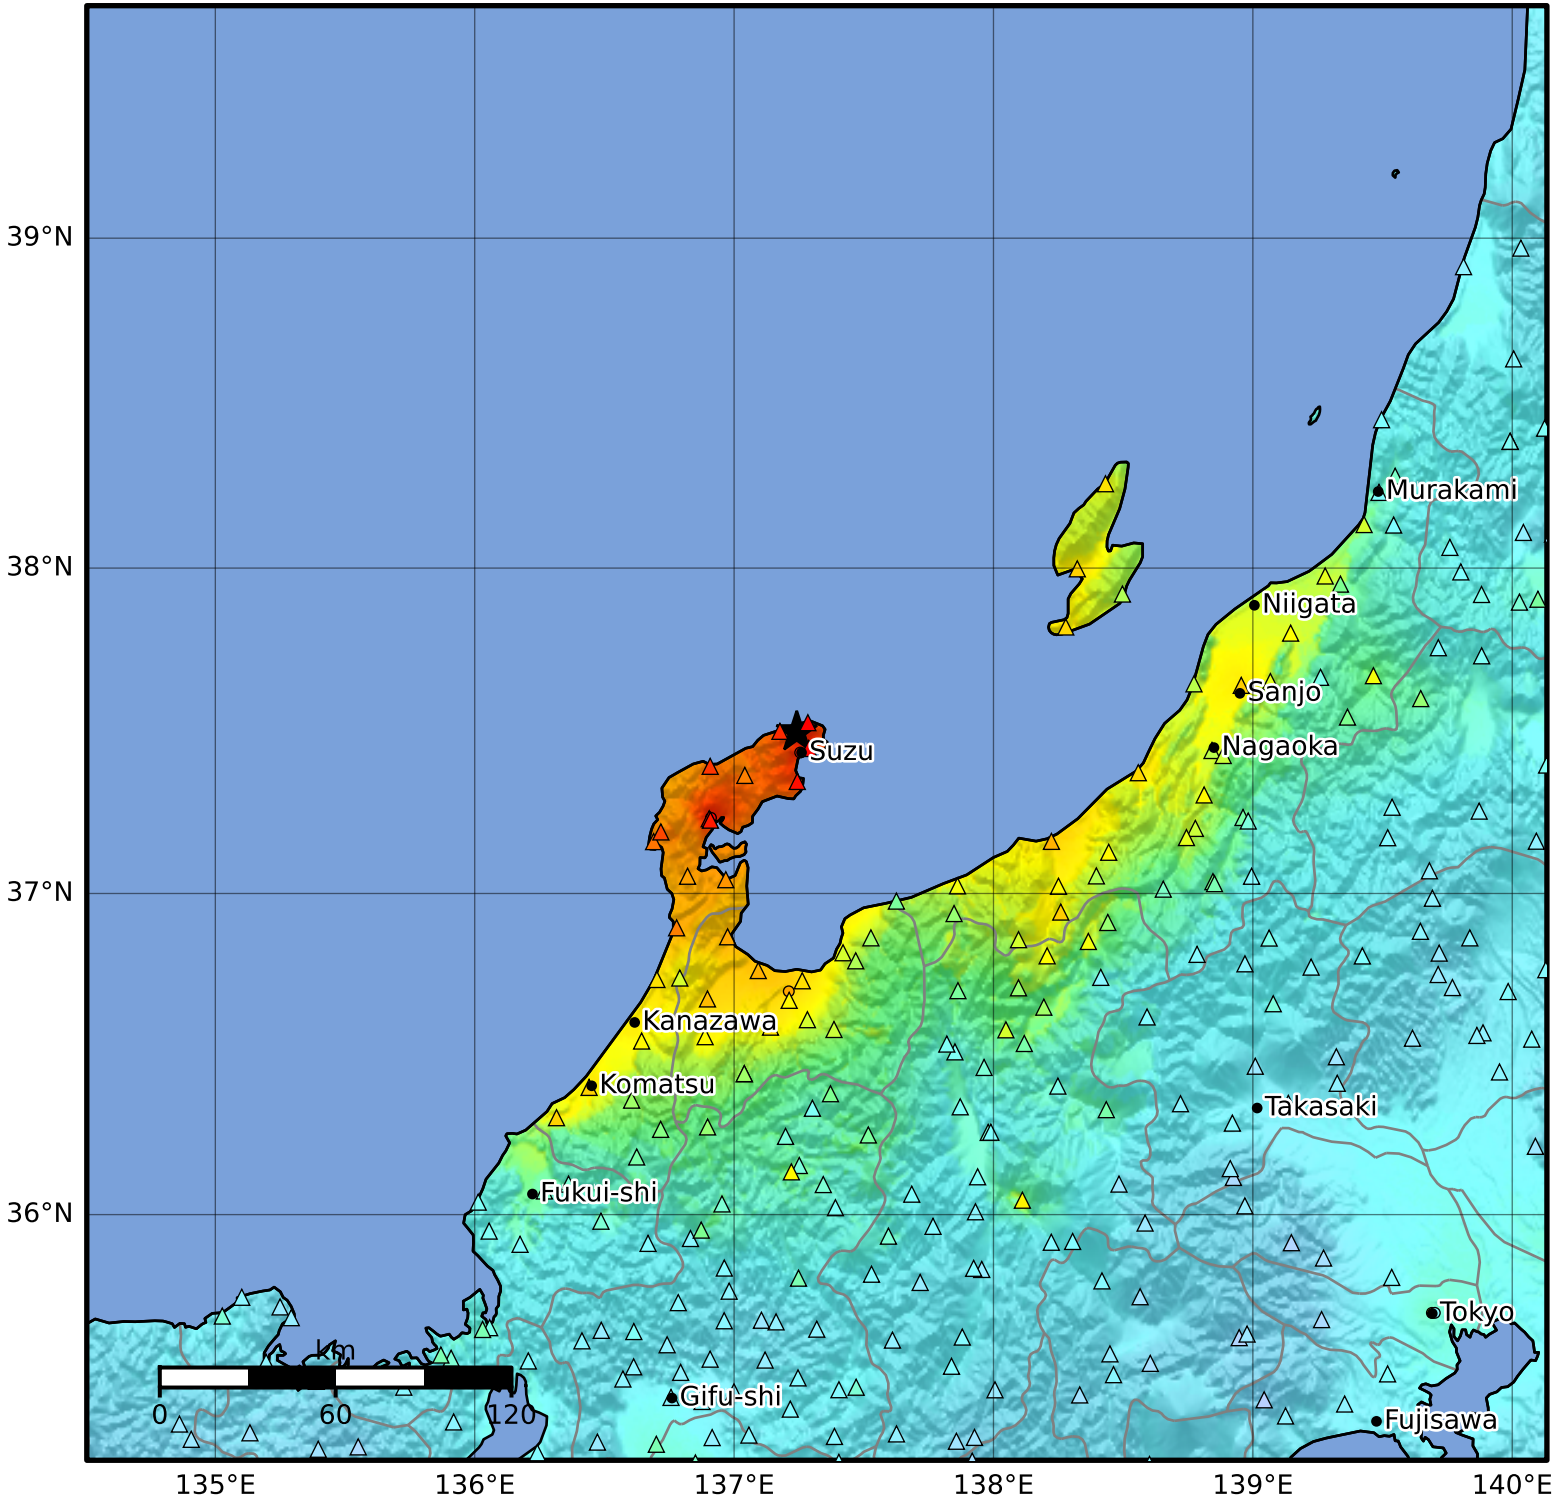 39°N
38°N
37°N
36°N
Murakami
Niigata
Sanjo
Nagaoka
Suzu
Kanazawa
Komatsu
Takasaki
Fukui-shi
Tokyo
km
Gifu-shi
0 60 120
Fujisawa
135°E 136°E 137°E 138°E 139°E 140°E